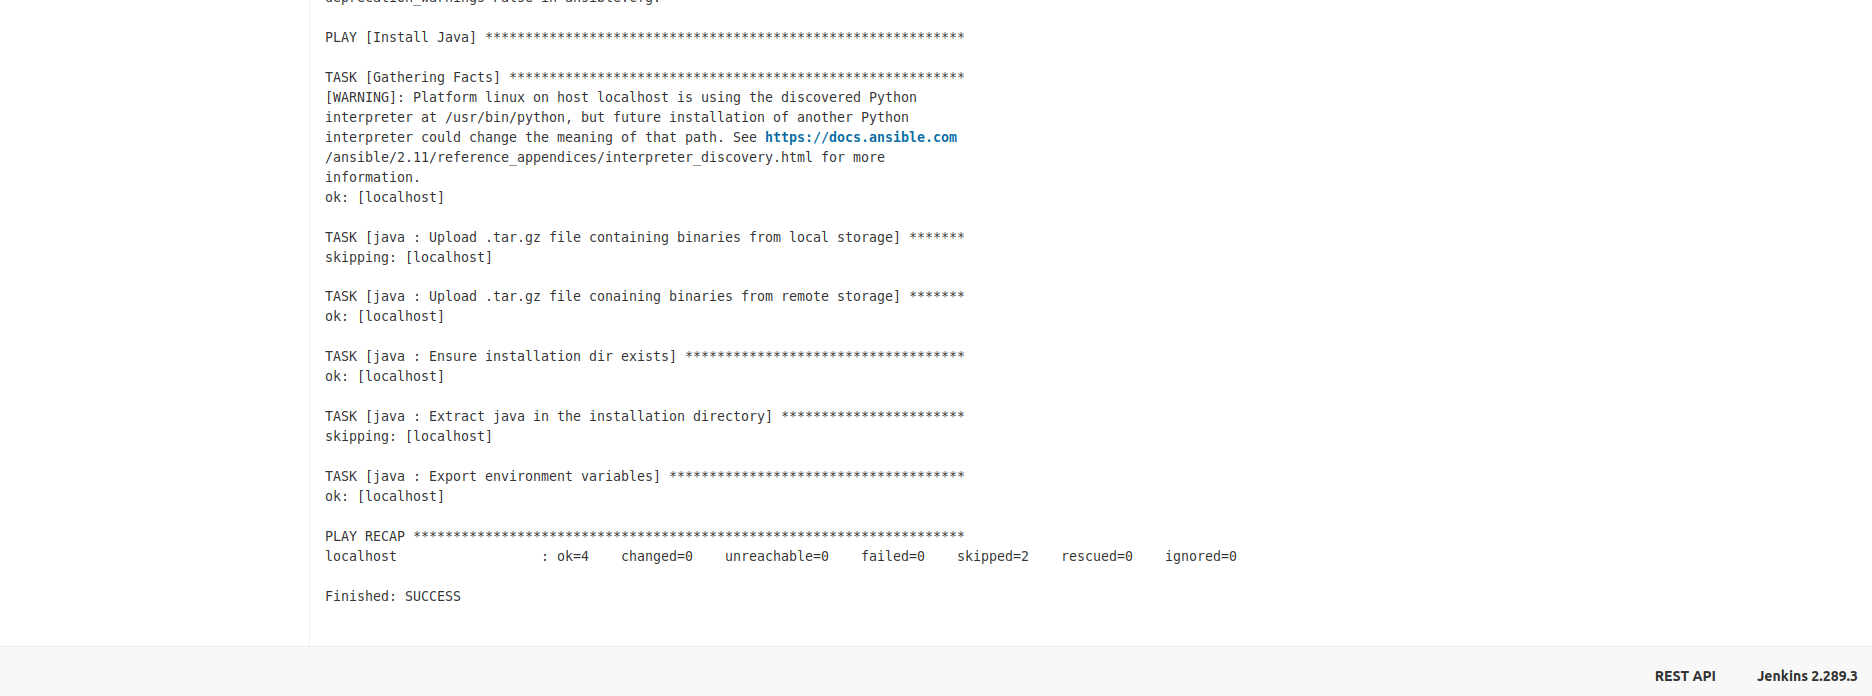 deprecation_warnings=False in ansible.cfg.
PLAY [Install Java] ************************************************************
TASK [Gathering Facts] *********************************************************
[WARNING]: Platform linux on host localhost is using the discovered Python
interpreter at /usr/bin/python, but future installation of another Python
interpreter could change the meaning of that path. See https://docs.ansible.com
/ansible/2.11/reference_appendices/interpreter_discovery.html for more
information.
ok: [localhost]
TASK [java : Upload .tar.gz file containing binaries from local storage] *******
skipping: [localhost]
TASK [java : Upload .tar.gz file conaining binaries from remote storage] *******
ok: [localhost]
TASK [java : Ensure installation dir exists] ***********************************
ok: [localhost]
TASK [java : Extract java in the installation directory] ***********************
skipping: [localhost]
TASK [java : Export environment variables] *************************************
ok: [localhost]
PLAY RECAP *********************************************************************
localhost                  : ok=4    changed=0    unreachable=0    failed=0    skipped=2    rescued=0    ignored=0
Finished: SUCCESS
REST API    Jenkins 2.289.3